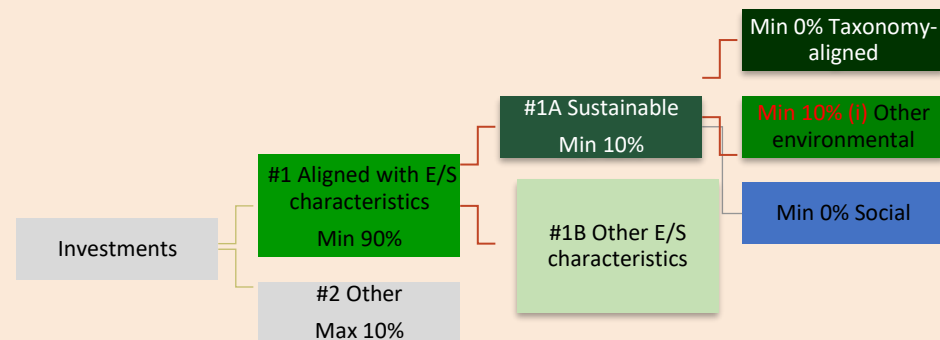 Investments
#1 Aligned with E/S
characteristics
Min 90%
#2 Other
Max 10%
#1A Sustainable
Min 10%
#1B Other E/S
characteristics
Min 0% Taxonomy-
aligned
Min 10% (i) Other
environmental
Min 0% Social